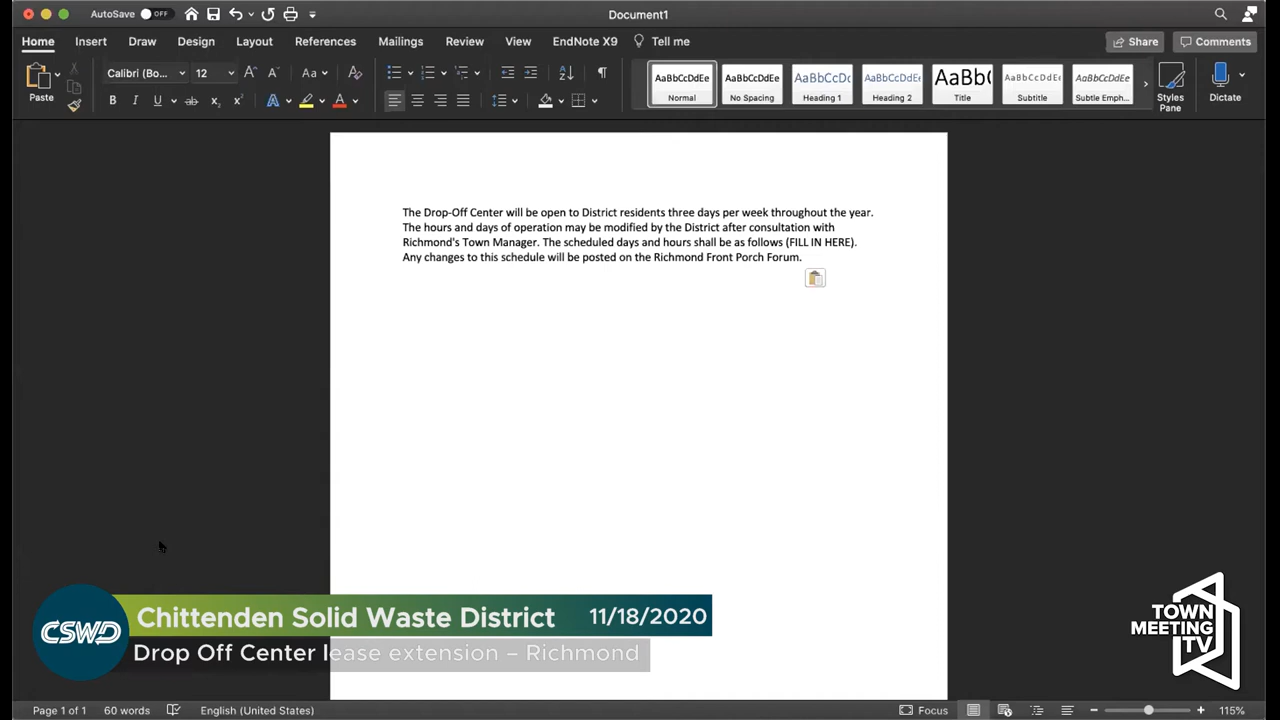 AutoSave OFF
Document1
Home Insert Draw Design Layout References Mailings Review View EndNote X9 Tell me Share Comments
Paste
Calibri (Bo... 12
AaBbCcDdEe
Normal
AaBbCcDdEe
No Spacing
AaBbCcDc
Heading 1
AaBbCcDdEe
Heading 2
AaBb(
Title
AaBbCcDdEe
Subtitle
AaBbCcDdEe
Subtle Emph...
Styles
Pane
Dictate
The Drop-Off Center will be open to District residents three days per week throughout the year.
The hours and days of operation may be modified by the District after consultation with
Richmond's Town Manager. The scheduled days and hours shall be as follows (FILL IN HERE).
Any changes to this schedule will be posted on the Richmond Front Porch Forum.
CSWD
Chittenden Solid Waste District 11/18/2020
Drop Off Center lease extension – Richmond
TOWN
MEETING
TV
Page 1 of 1 60 words English (United States) Focus 115%